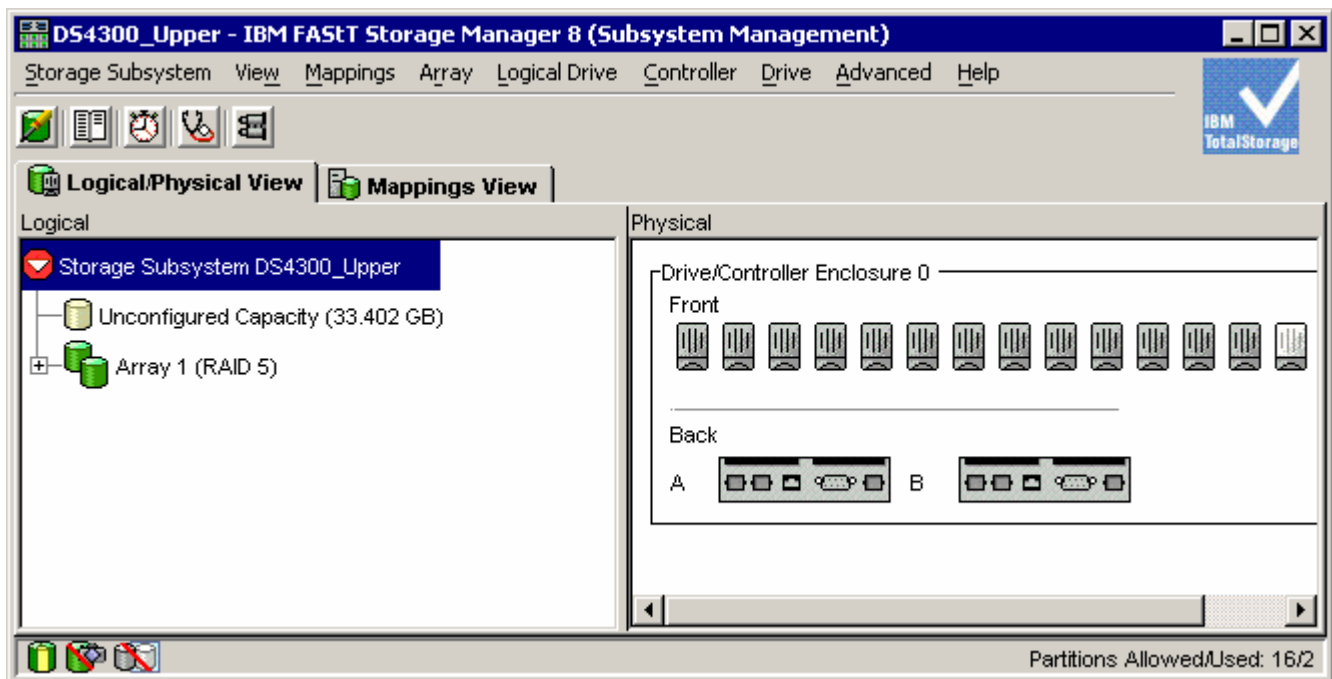 DS4300_Upper - IBM FAStT Storage Manager 8 (Subsystem Management)
Storage Subsystem View Mappings Array Logical Drive Controller Drive Advanced Help
IBM
TotalStorage
Logical/Physical View Mappings View
Logical
Storage Subsystem DS4300_Upper
Unconfigured Capacity (33.402 GB)
Array 1 (RAID 5)
Physical
Drive/Controller Enclosure 0
Front
Back
A B
Partitions Allowed/Used: 16/2